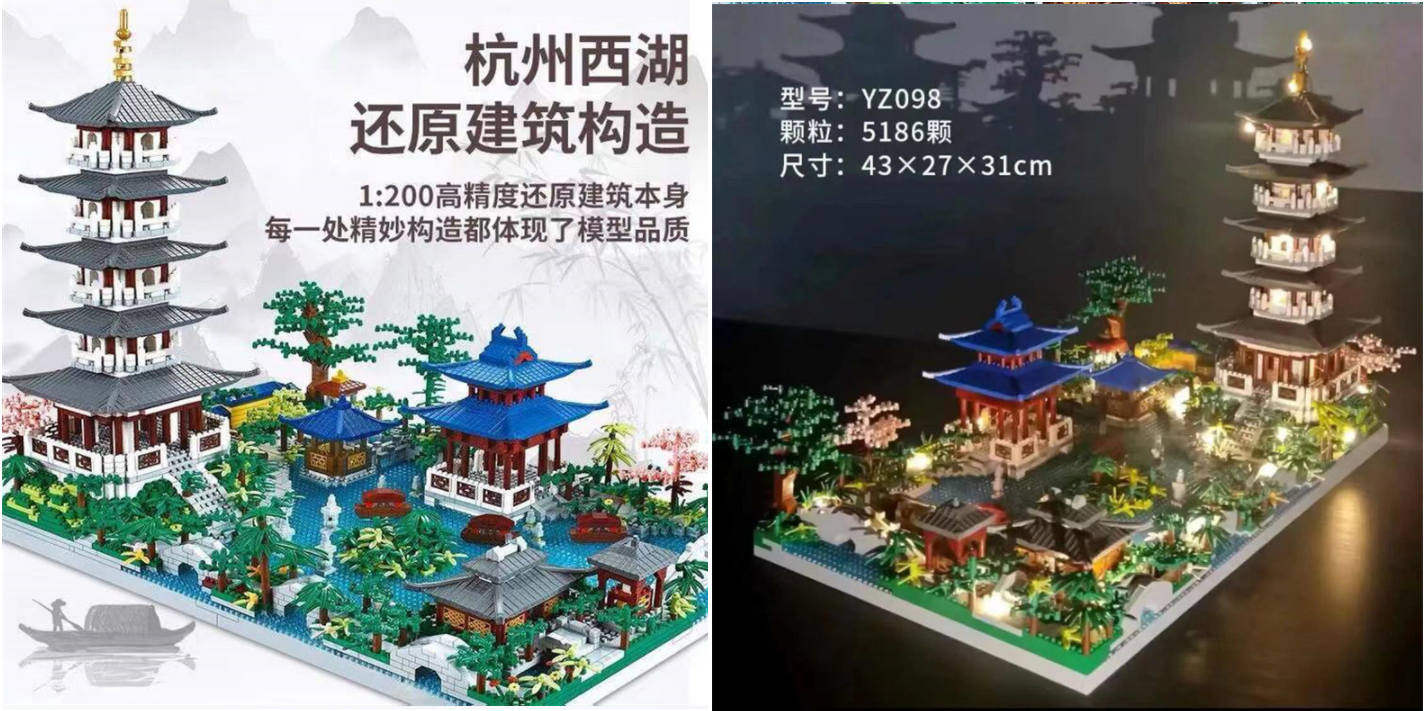 杭州西湖
还原建筑构造
1:200高精度还原建筑本身
每一处精妙构造都体现了模型品质
型号：YZ098
颗粒：5186颗
尺寸：43×27×31cm